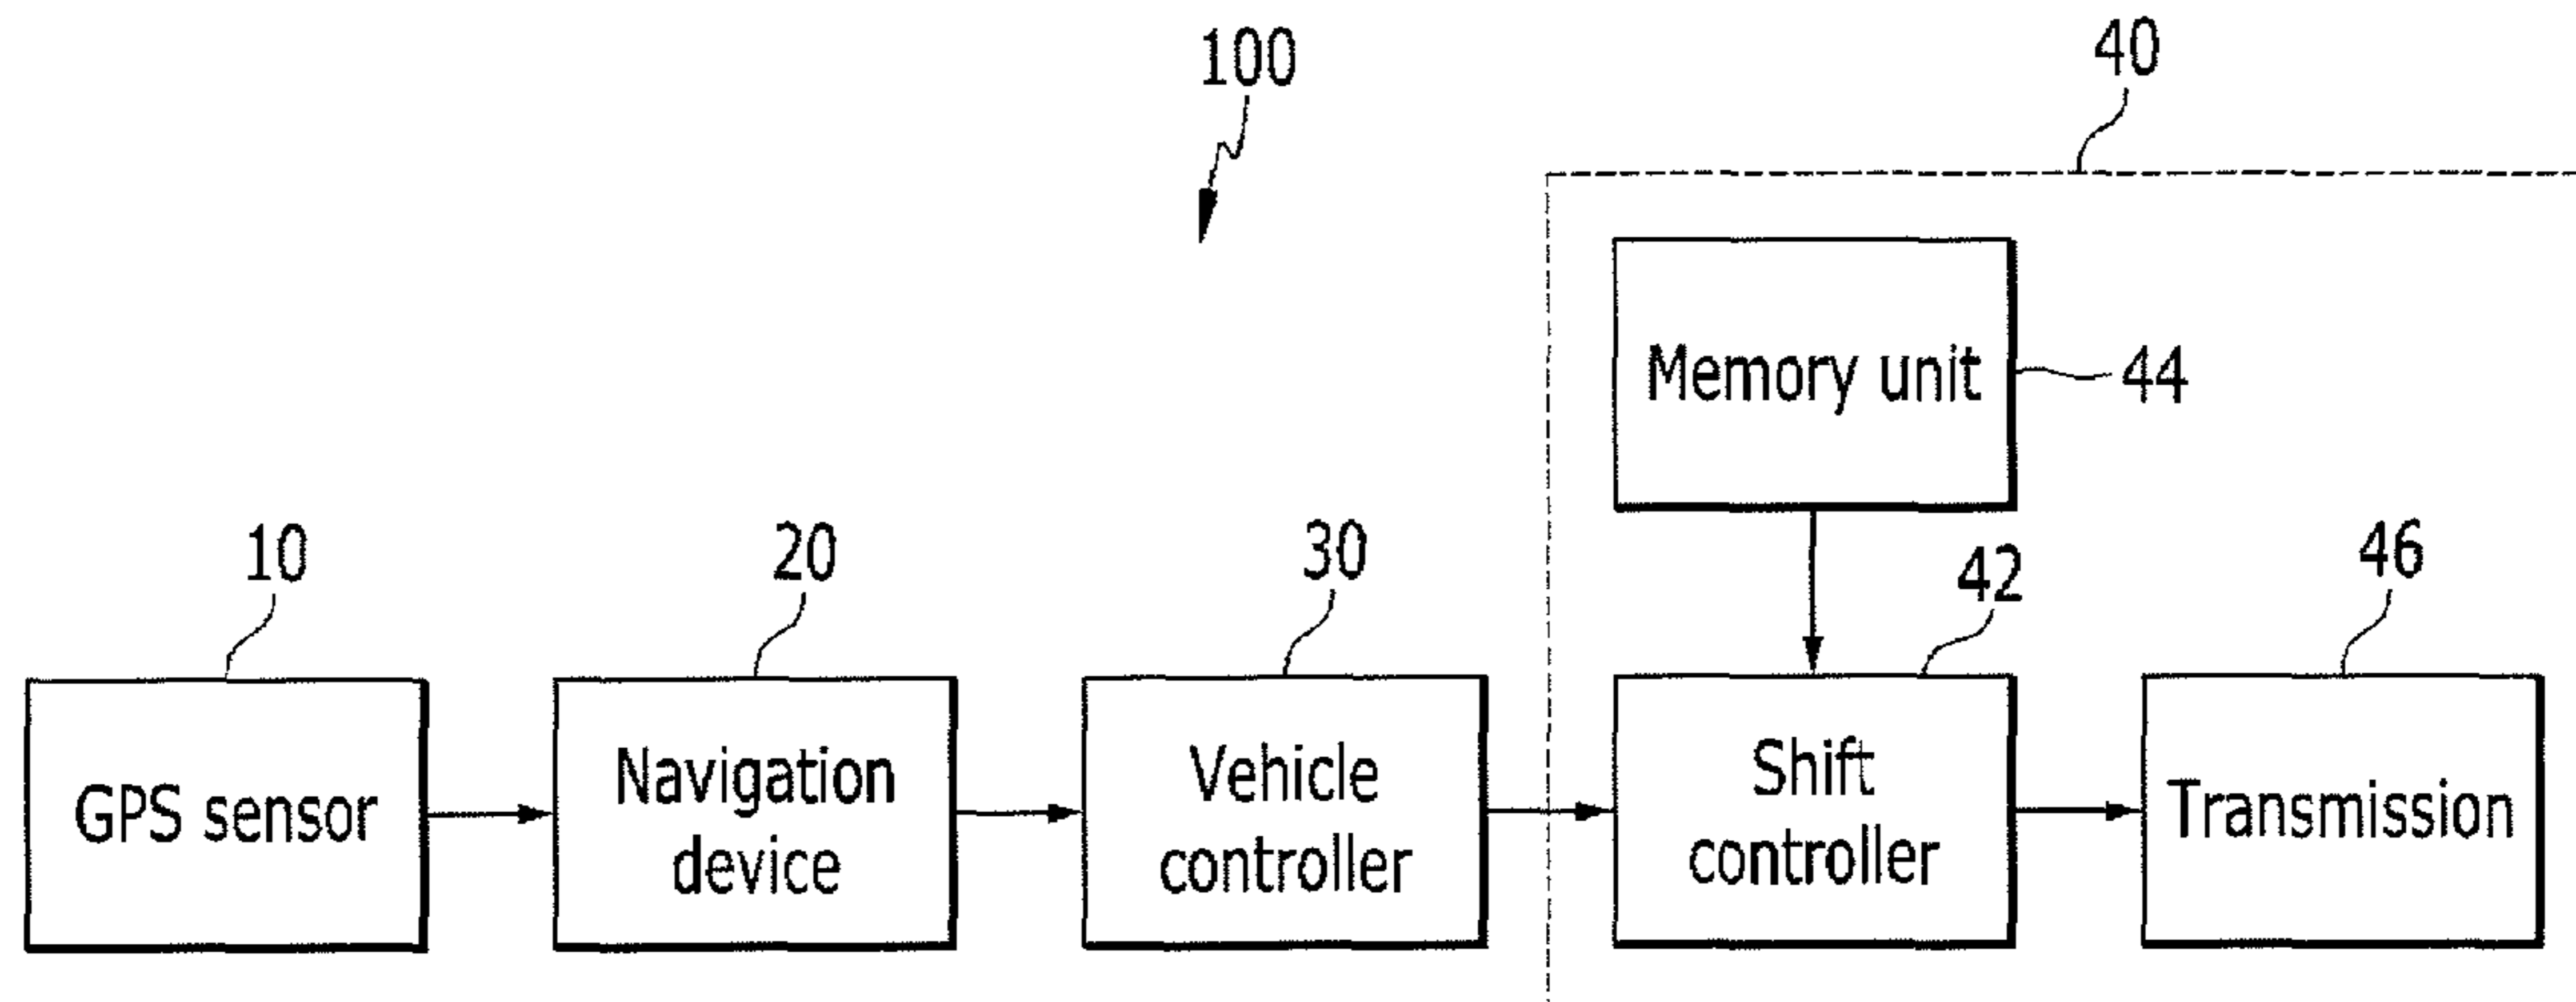 100
40
Memory unit
44
10
20
30
42
46
GPS sensor
Navigation
device
Vehicle
controller
Shift
controller
Transmission